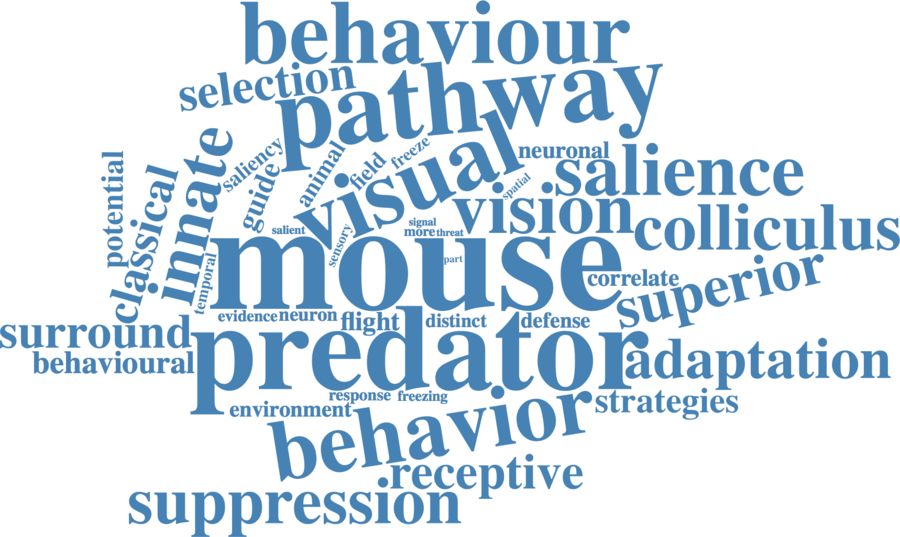 behaviour
selection
pathway
innate
saliency
guide
animal
field
freeze
visual
neuronal
salience
spatial
vision
colliculus
potential
classical
temporal
salient
sensory
signal
more
threat
mouse
part
correlate
superior
evidence
neuron
flight
distinct
defense
surround
behavioural
predator
adaptation
response
freezing
environment
strategies
behavior
receptive
suppression